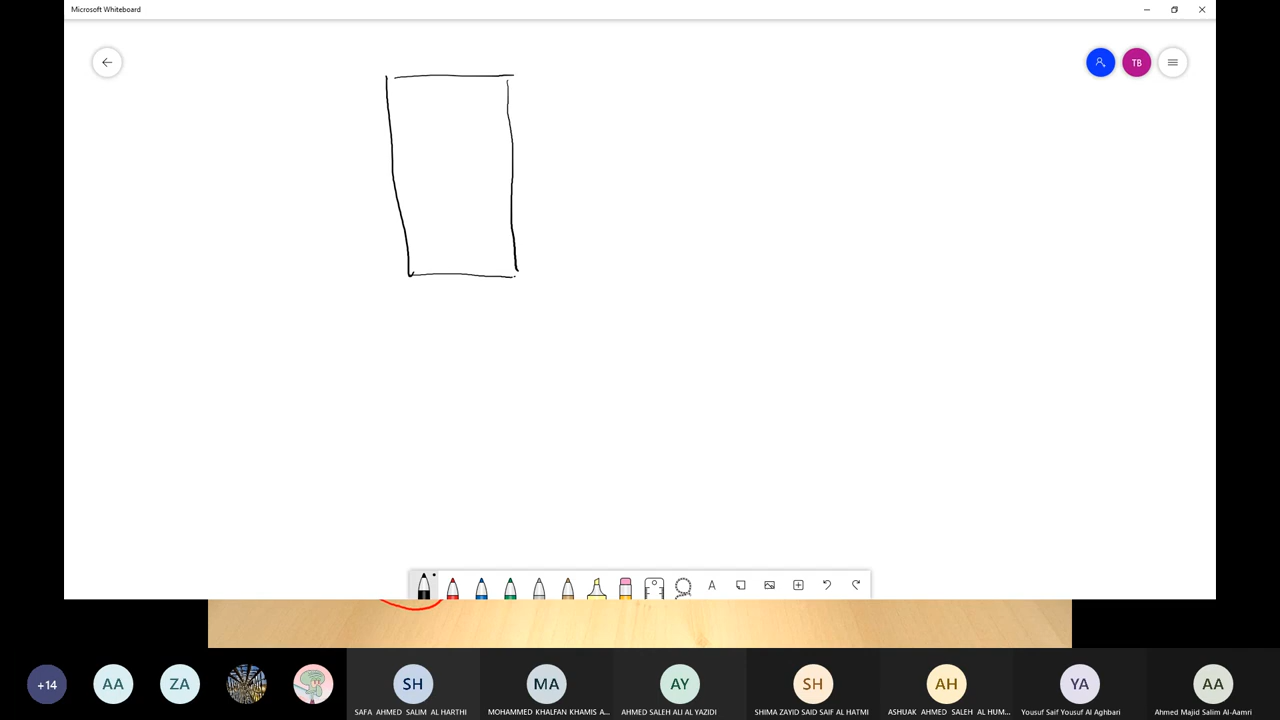 Microsoft Whiteboard
TB
A
+14
AA
ZA
SH
MA
AY
SH
AH
YA
AA
SAFA AHMED SALIM AL HARTHI
MOHAMMED KHALFAN KHAMIS A...
AHMED SALEH ALI AL YAZIDI
SHIMA ZAYID SAID SAIF AL HATMI
ASHUAK AHMED SALEH AL HUM...
Yousuf Saif Yousuf Al Aghbari
Ahmed Majid Salim Al-Aamri